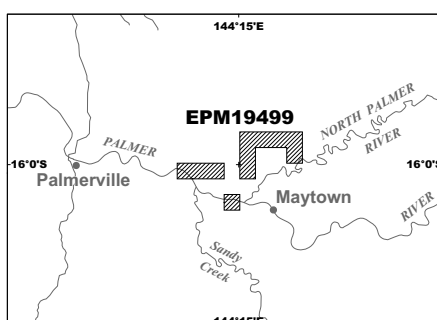 144°15'E
EPM19499
NORTH PALMER
RIVER
PALMER
16°0'S
16°0'S
Palmerville
Maytown
RIVER
Sandy
Creek
144°15'E